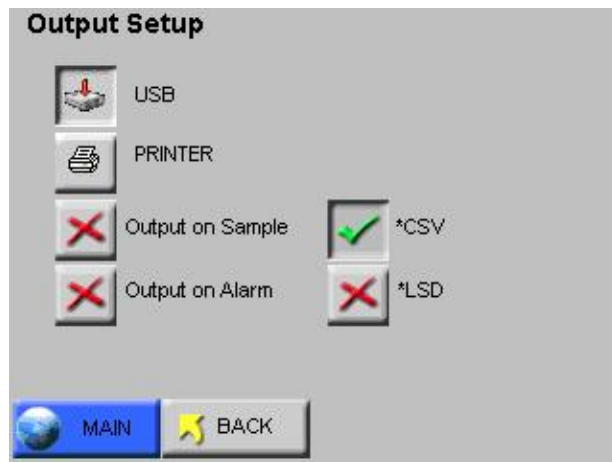 Output Setup
USB
PRINTER
Output on Sample
*CSV
Output on Alarm
*LSD
MAIN
BACK